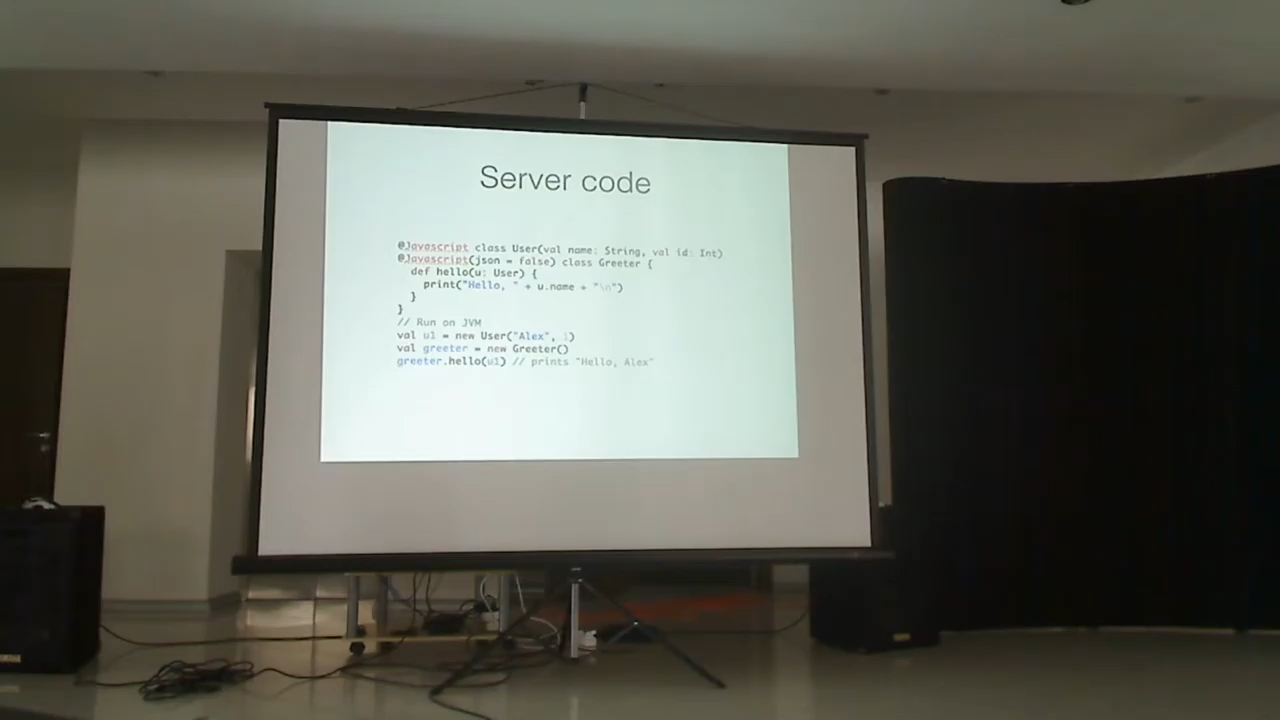 Server code
@Javascript class User(val name: String, val id: Int)
@Javascript(json = false) class Greeter {
def hello(u: User) {
print("Hello, " + u.name + "\n")
}
}
// Run on JVM
val u1 = new User("Alex", 1)
val greeter = new Greeter()
greeter.hello(u1) // prints "Hello, Alex"